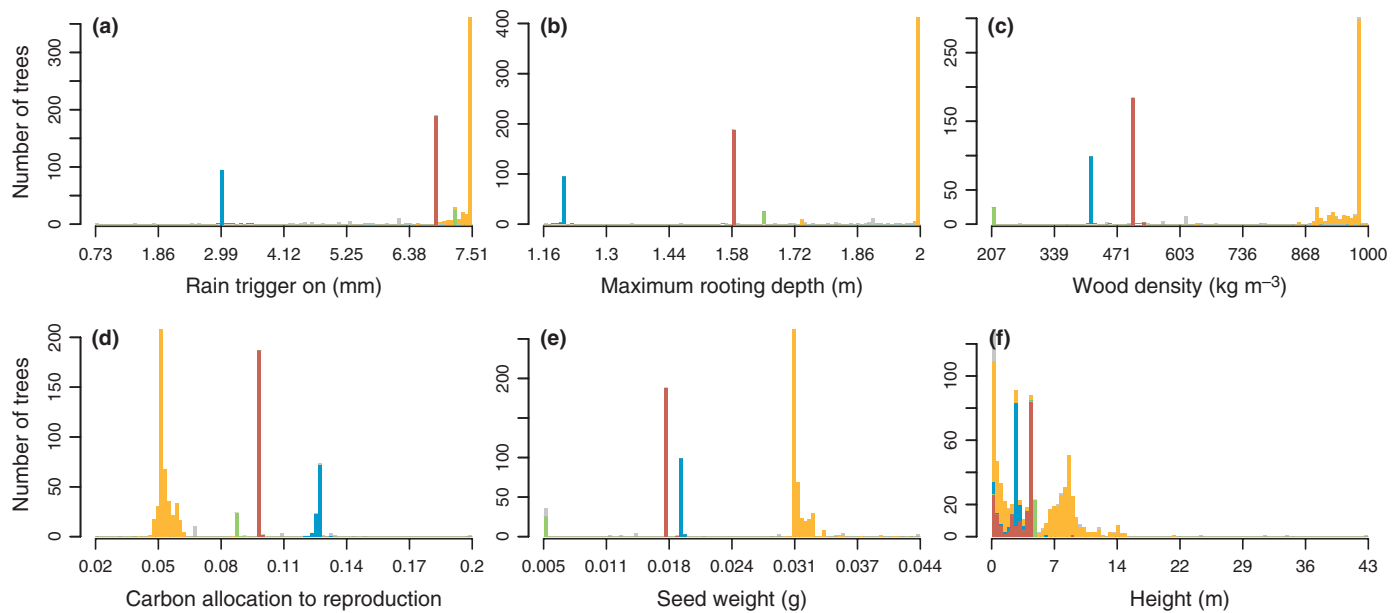 (a)
Number of trees
0 50 100 200 300
0.73 1.86 2.99 4.12 5.25 6.38 7.51
Rain trigger on (mm)
(b)
0 100 200 300 400
1.16 1.3 1.44 1.58 1.72 1.86 2
Maximum rooting depth (m)
(c)
0 50 150 250
207 339 471 603 736 868 1000
Wood density (kg m⁻³)
(d)
Number of trees
0 50 100 150 200
0.02 0.05 0.08 0.11 0.14 0.17 0.2
Carbon allocation to reproduction
(e)
0 50 100 200
0.005 0.011 0.018 0.024 0.031 0.037 0.044
Seed weight (g)
(f)
0 20 60 100
0 7 14 22 29 36 43
Height (m)